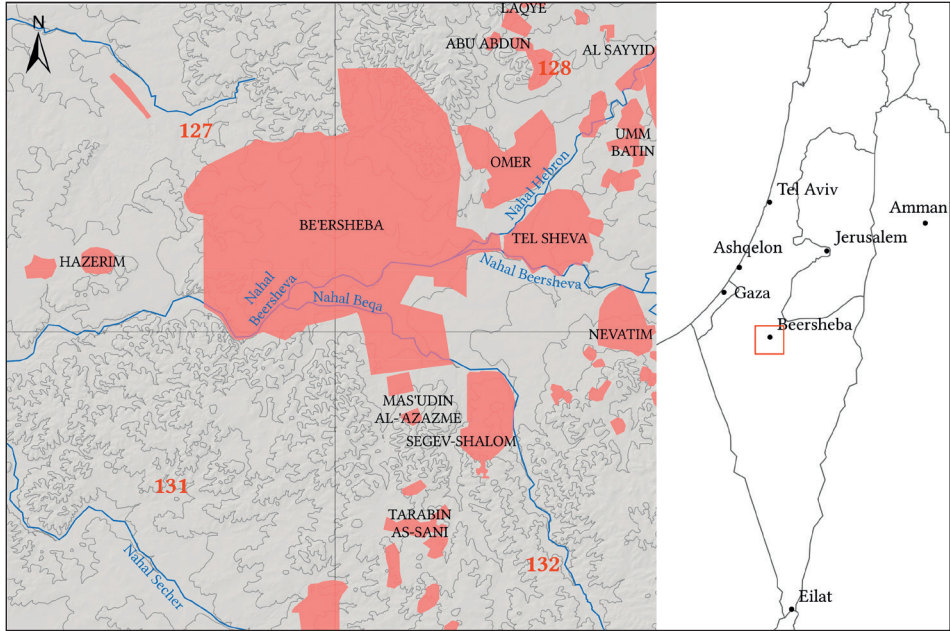 N
LAQYE
ABU ABDUN
AL SAYYID
128
127
UMM
BATIN
OMER
Nahal Hebron
BE'ERSHEBA
TEL SHEVA
HAZERIM
Nahal
Beersheva
Nahal Beersheva
Nahal Beqa
NEVATIM
MAS'UDIN
AL-'AZAZME
SEGEV-SHALOM
131
TARABIN
AS-SANI
132
Nahal Secher
Tel Aviv
Amman
Jerusalem
Ashqelon
Gaza
Beersheba
Eilat